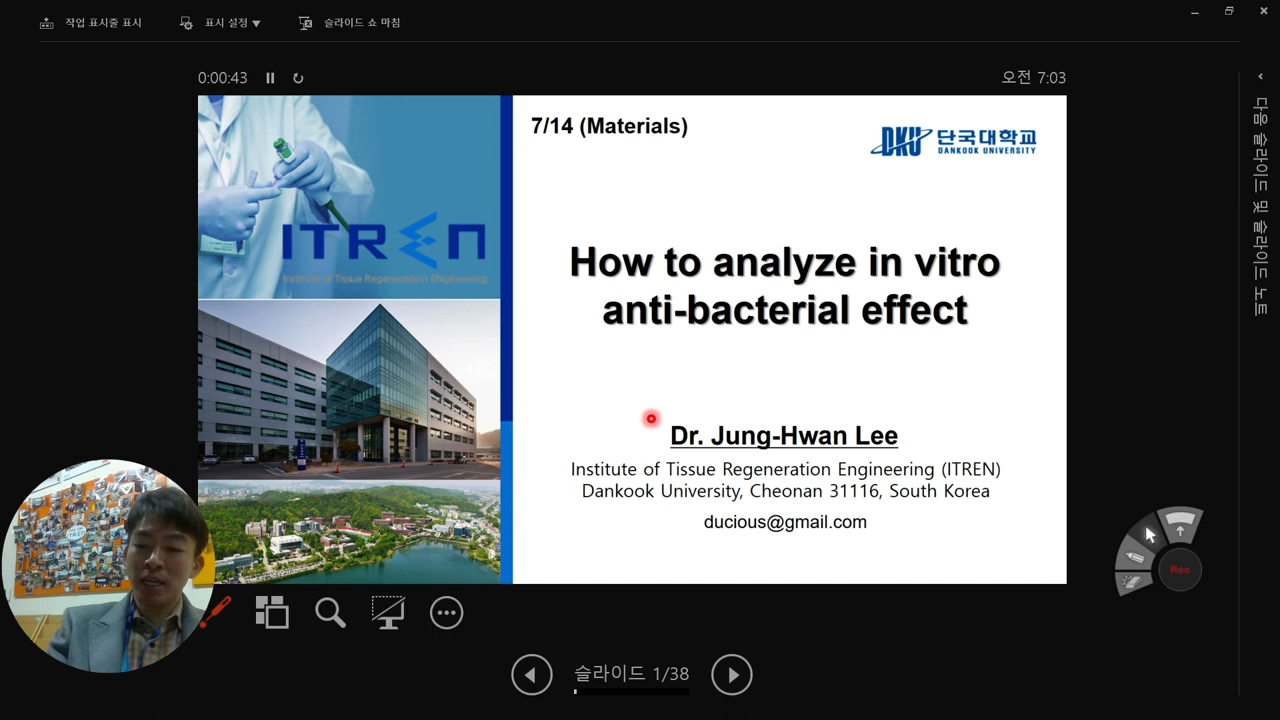 작업 표시줄 표시
표시 설정 ▼
슬라이드 쇼 마침
0:00:43
오전 7:03
7/14 (Materials)
DKU 단국대학교
DANKOOK UNIVERSITY
ITREN
Institute of Tissue Regeneration ENgineering
How to analyze in vitro
anti-bacterial effect
Dr. Jung-Hwan Lee
Institute of Tissue Regeneration Engineering (ITREN)
Dankook University, Cheonan 31116, South Korea
ducious@gmail.com
다음 슬라이드 및 슬라이드 노트
Rec
슬라이드 1/38